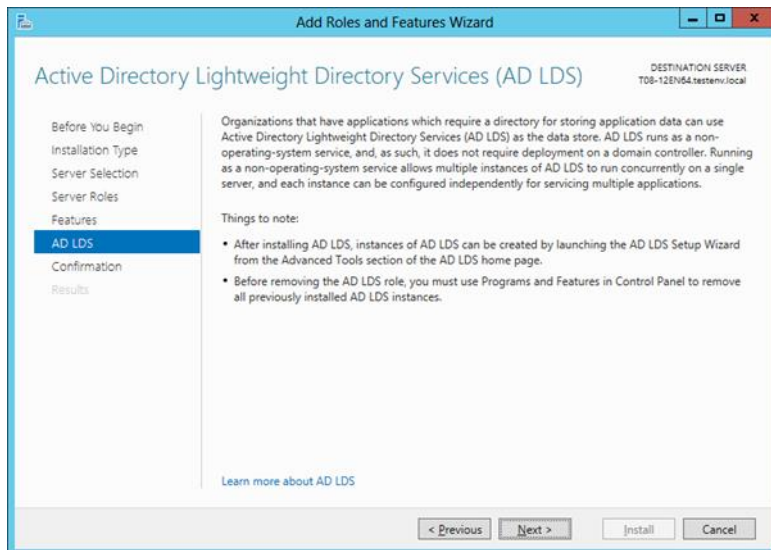 Add Roles and Features Wizard
Active Directory Lightweight Directory Services (AD LDS)
DESTINATION SERVER
T08-12EN64.testenv.local
Before You Begin
Installation Type
Server Selection
Server Roles
Features
AD LDS
Confirmation
Results
Organizations that have applications which require a directory for storing application data can use
Active Directory Lightweight Directory Services (AD LDS) as the data store. AD LDS runs as a non-
operating-system service, and, as such, it does not require deployment on a domain controller. Running
as a non-operating-system service allows multiple instances of AD LDS to run concurrently on a single
server, and each instance can be configured independently for servicing multiple applications.
Things to note:
• After installing AD LDS, instances of AD LDS can be created by launching the AD LDS Setup Wizard
from the Advanced Tools section of the AD LDS home page.
• Before removing the AD LDS role, you must use Programs and Features in Control Panel to remove
all previously installed AD LDS instances.
Learn more about AD LDS
< Previous
Next >
Install
Cancel